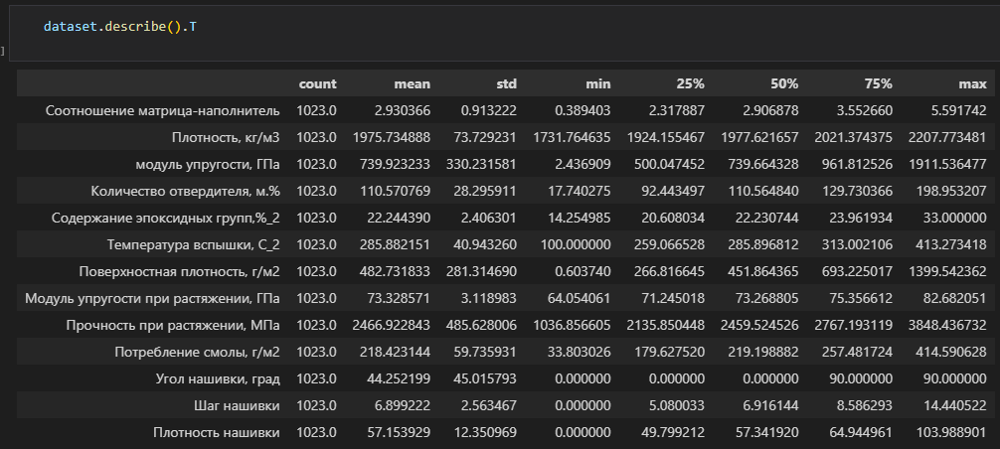 dataset.describe().T
]
count mean std min 25% 50% 75% max
Соотношение матрица-наполнитель 1023.0 2.930366 0.913222 0.389403 2.317887 2.906878 3.552660 5.591742
Плотность, кг/м3 1023.0 1975.734888 73.729231 1731.764635 1924.155467 1977.621657 2021.374375 2207.773481
модуль упругости, ГПа 1023.0 739.923233 330.231581 2.436909 500.047452 739.664328 961.812526 1911.536477
Количество отвердителя, м.% 1023.0 110.570769 28.295911 17.740275 92.443497 110.564840 129.730366 198.953207
Содержание эпоксидных групп,%_2 1023.0 22.244390 2.406301 14.254985 20.608034 22.230744 23.961934 33.000000
Температура вспышки, С_2 1023.0 285.882151 40.943260 100.000000 259.066528 285.896812 313.002106 413.273418
Поверхностная плотность, г/м2 1023.0 482.731833 281.314690 0.603740 266.816645 451.864365 693.225017 1399.542362
Модуль упругости при растяжении, ГПа 1023.0 73.328571 3.118983 64.054061 71.245018 73.268805 75.356612 82.682051
Прочность при растяжении, МПа 1023.0 2466.922843 485.628006 1036.856605 2135.850448 2459.524526 2767.193119 3848.436732
Потребление смолы, г/м2 1023.0 218.423144 59.735931 33.803026 179.627520 219.198882 257.481724 414.590628
Угол нашивки, град 1023.0 44.252199 45.015793 0.000000 0.000000 0.000000 90.000000 90.000000
Шаг нашивки 1023.0 6.899222 2.563467 0.000000 5.080033 6.916144 8.586293 14.440522
Плотность нашивки 1023.0 57.153929 12.350969 0.000000 49.799212 57.341920 64.944961 103.988901